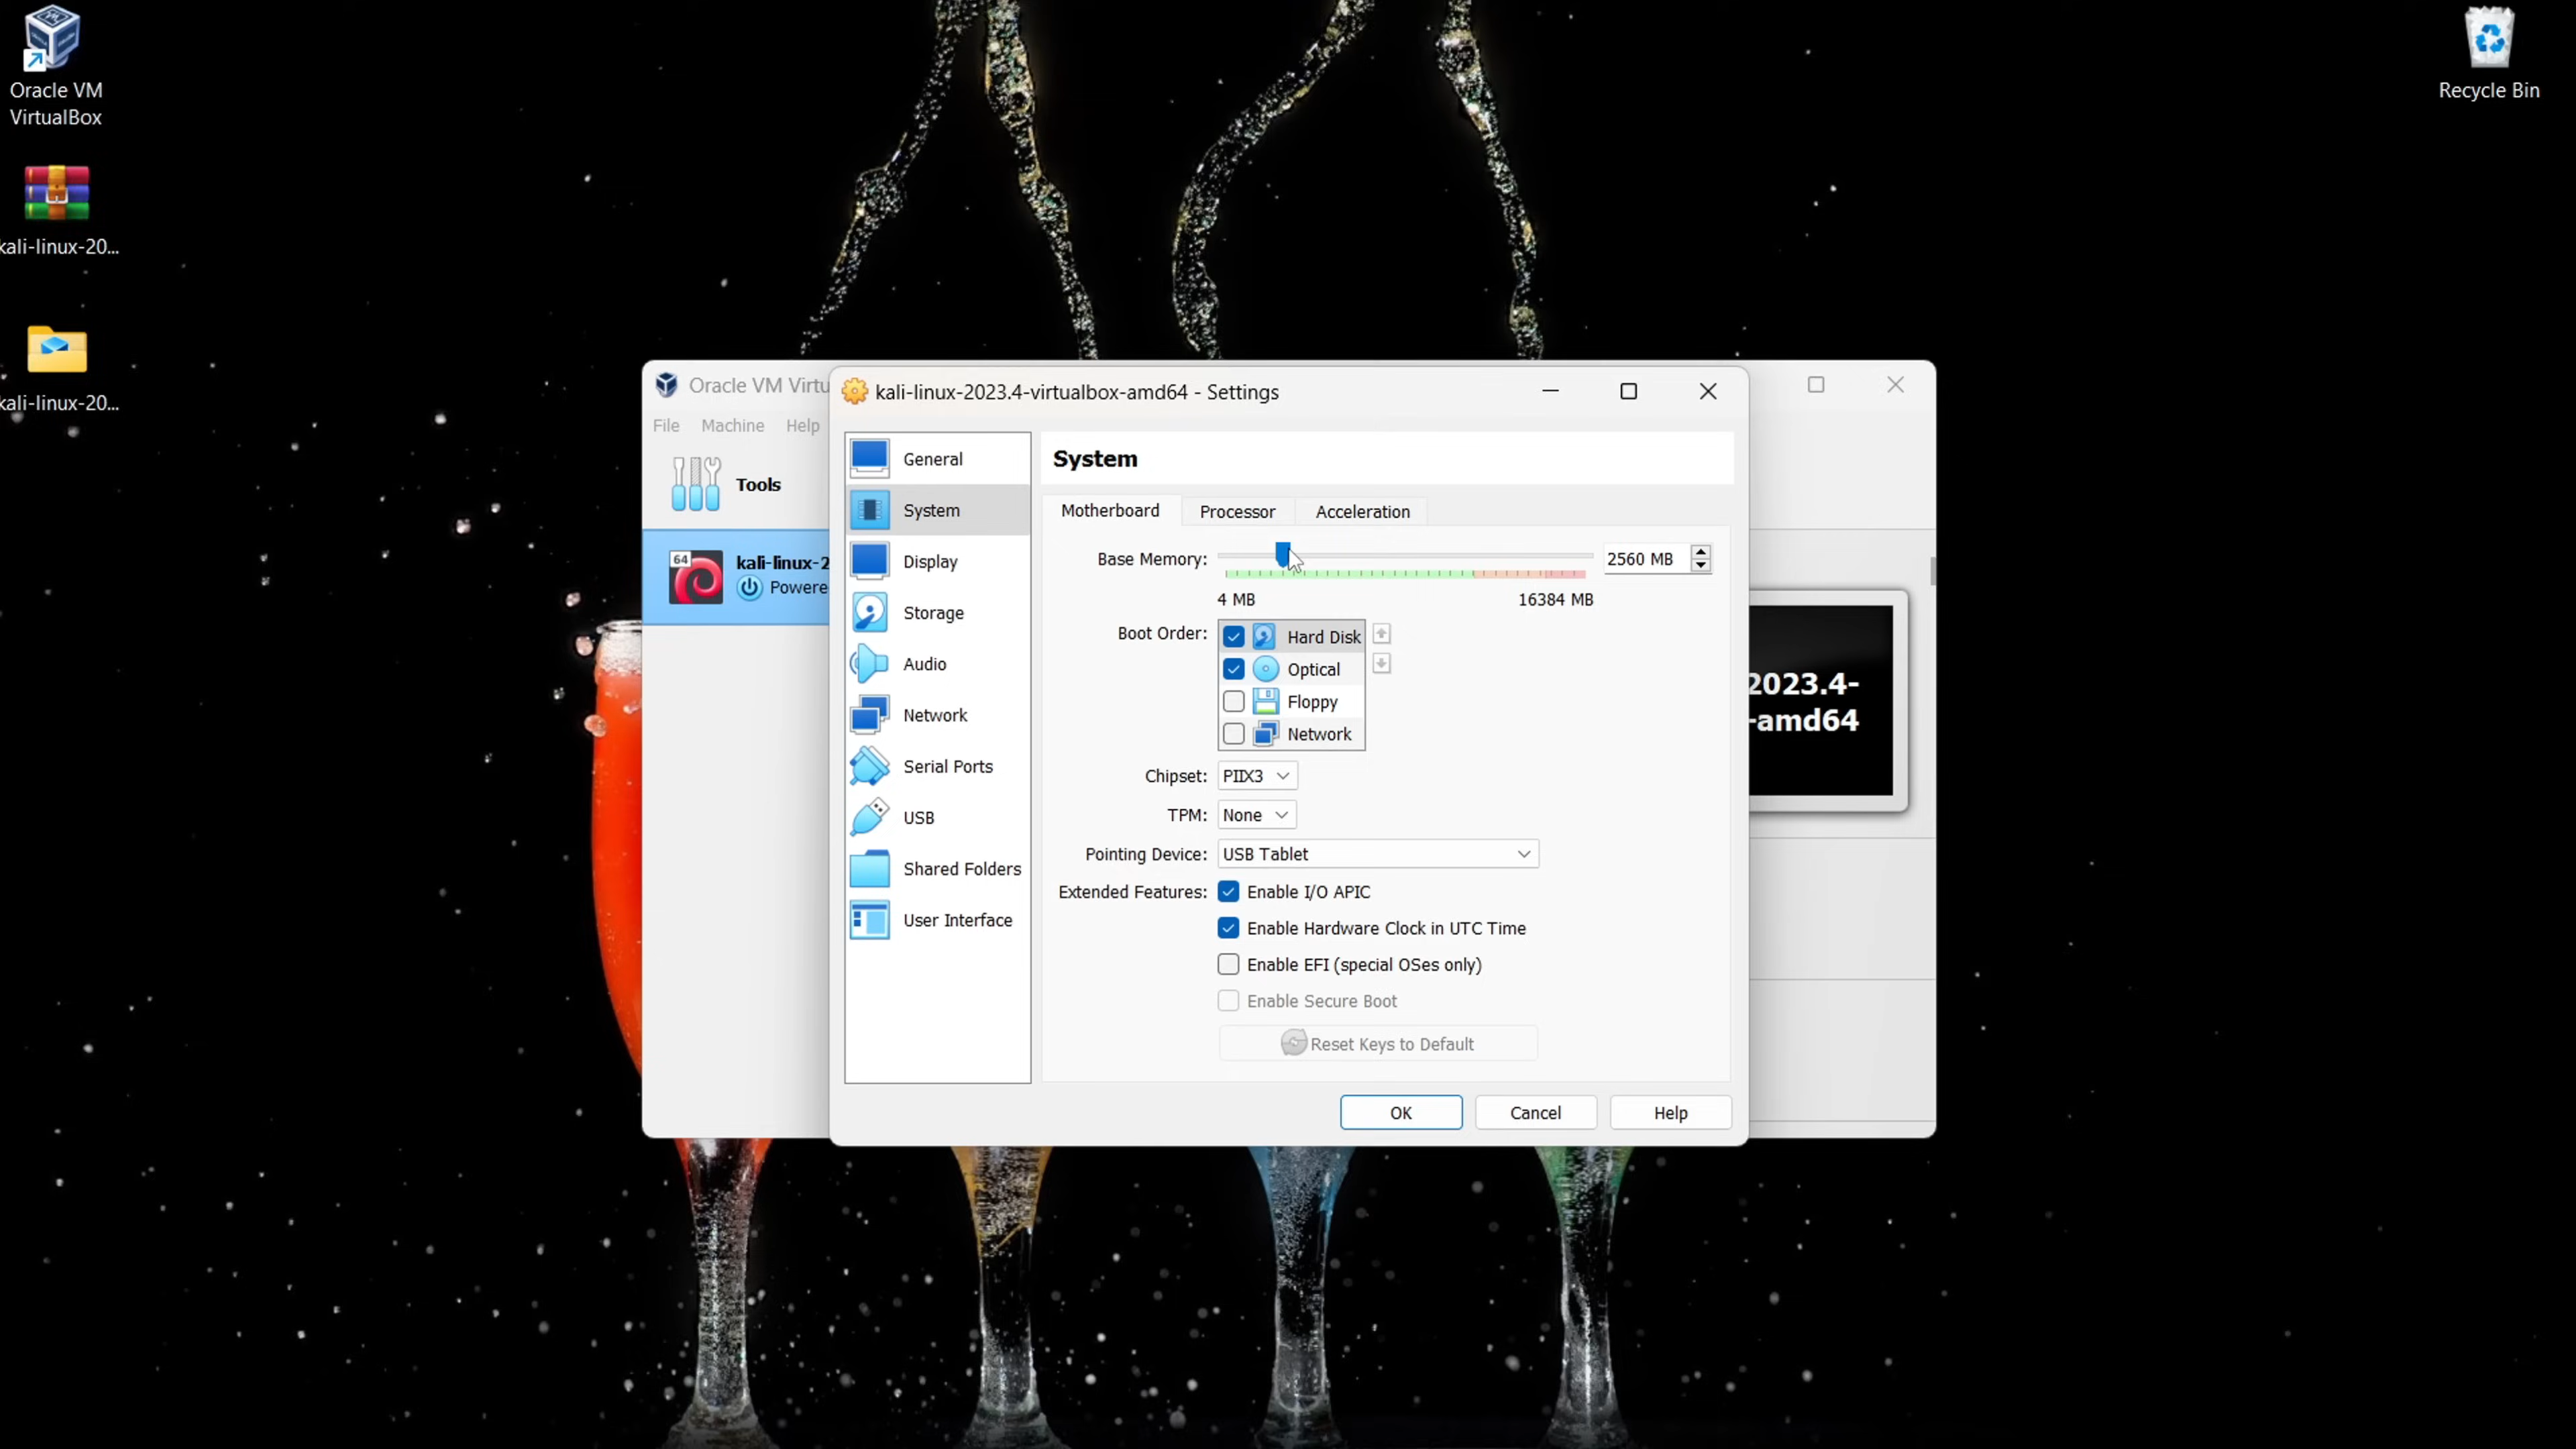 Oracle VM
VirtualBox
kali-linux-20...
kali-linux-20...
Recycle Bin
Oracle VM Virtu
File Machine Help
Tools
64
kali-linux-2
Powere
2023.4-
-amd64
kali-linux-2023.4-virtualbox-amd64 - Settings
General
System
Display
Storage
Audio
Network
Serial Ports
USB
Shared Folders
User Interface
System
Motherboard Processor Acceleration
Base Memory: 2560 MB
4 MB 16384 MB
Boot Order: Hard Disk
Optical
Floppy
Network
Chipset: PIIX3
TPM: None
Pointing Device: USB Tablet
Extended Features: Enable I/O APIC
Enable Hardware Clock in UTC Time
Enable EFI (special OSes only)
Enable Secure Boot
Reset Keys to Default
OK Cancel Help